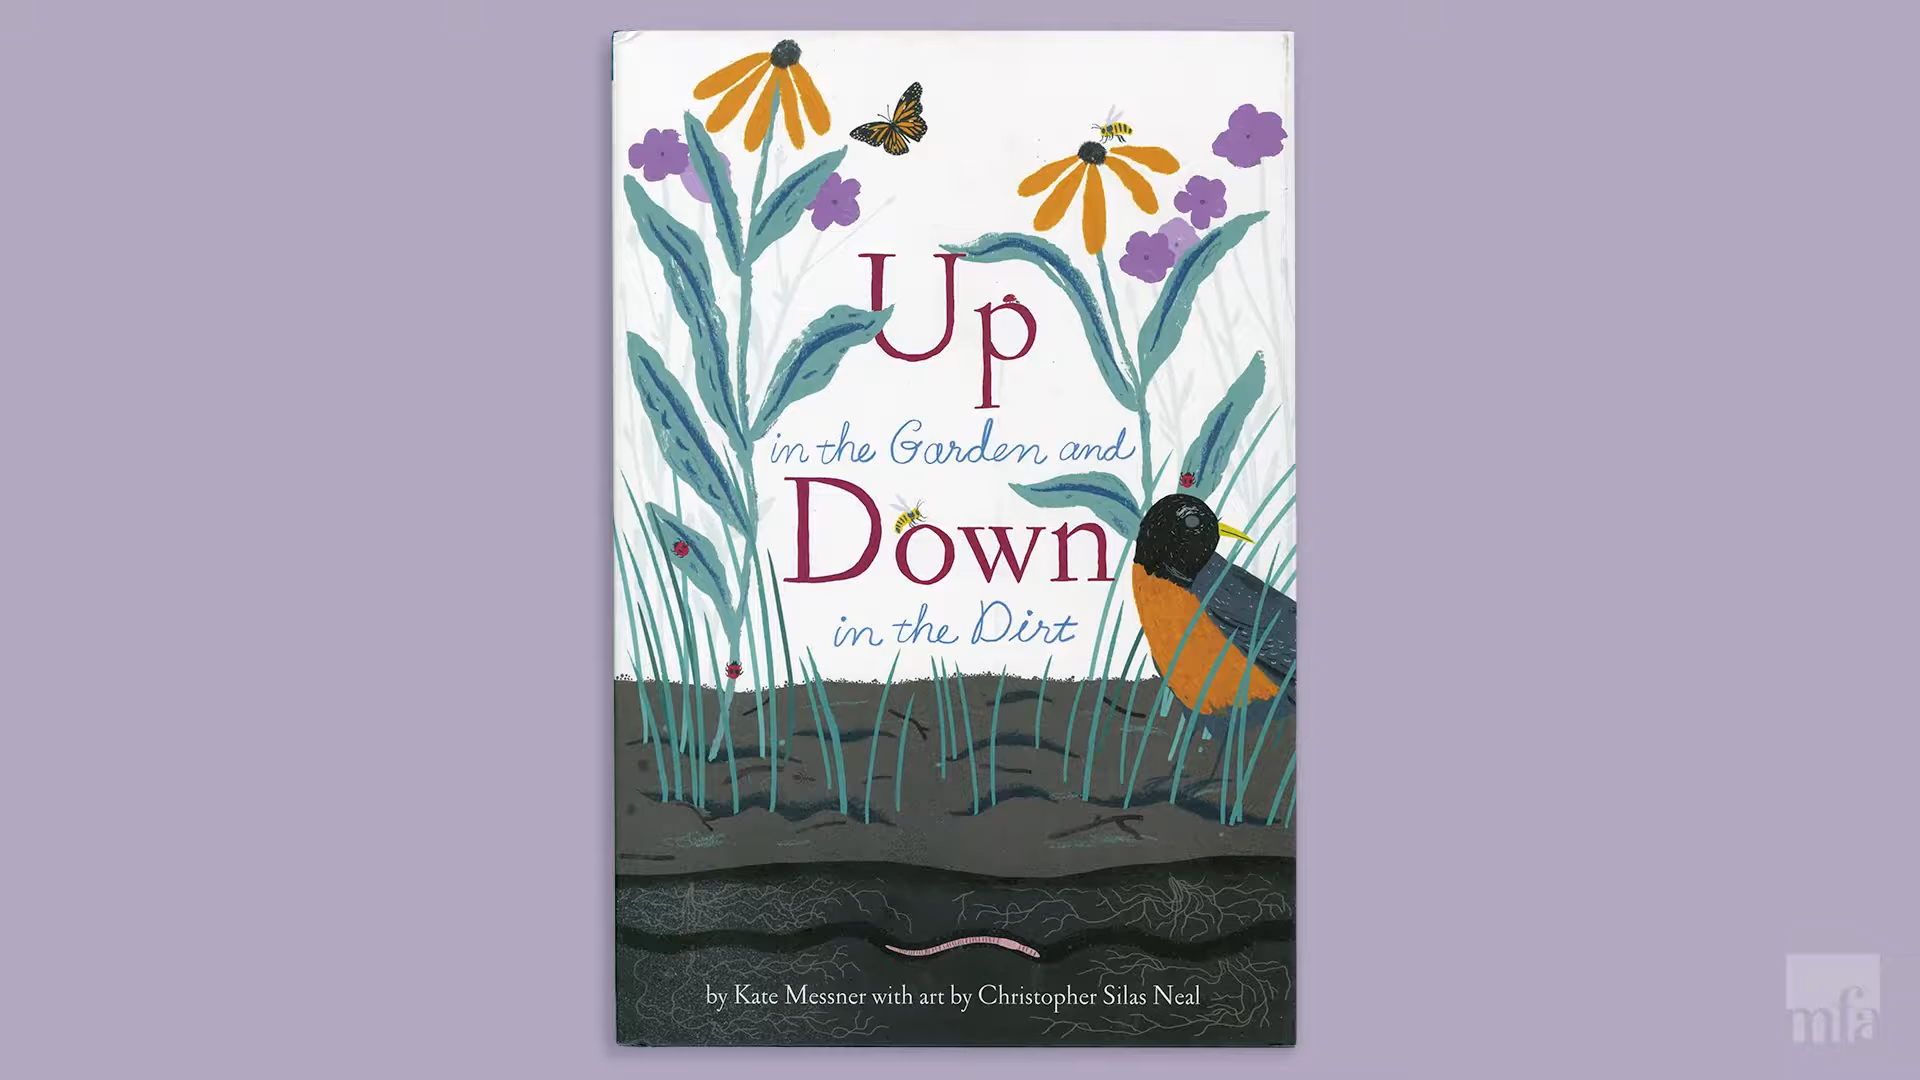 Up
in the Garden and
Down
in the Dirt
by Kate Messner with art by Christopher Silas Neal
mfa